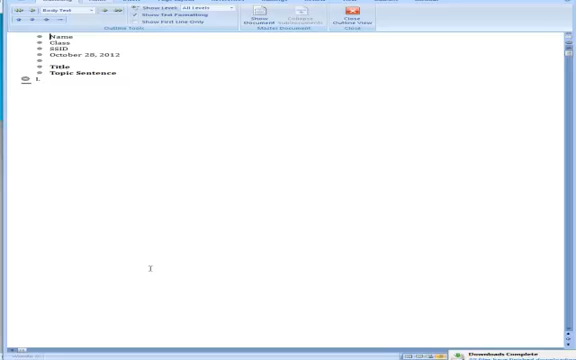 Body Text
Show Level: All Levels
Show Text Formatting
Show First Line Only
Outline Tools
Show Document
Collapse Subdocuments
Master Document
Close Outline View
Close
Name
Class
SSID
October 28, 2012
Title
Topic Sentence
I.
Downloads Complete